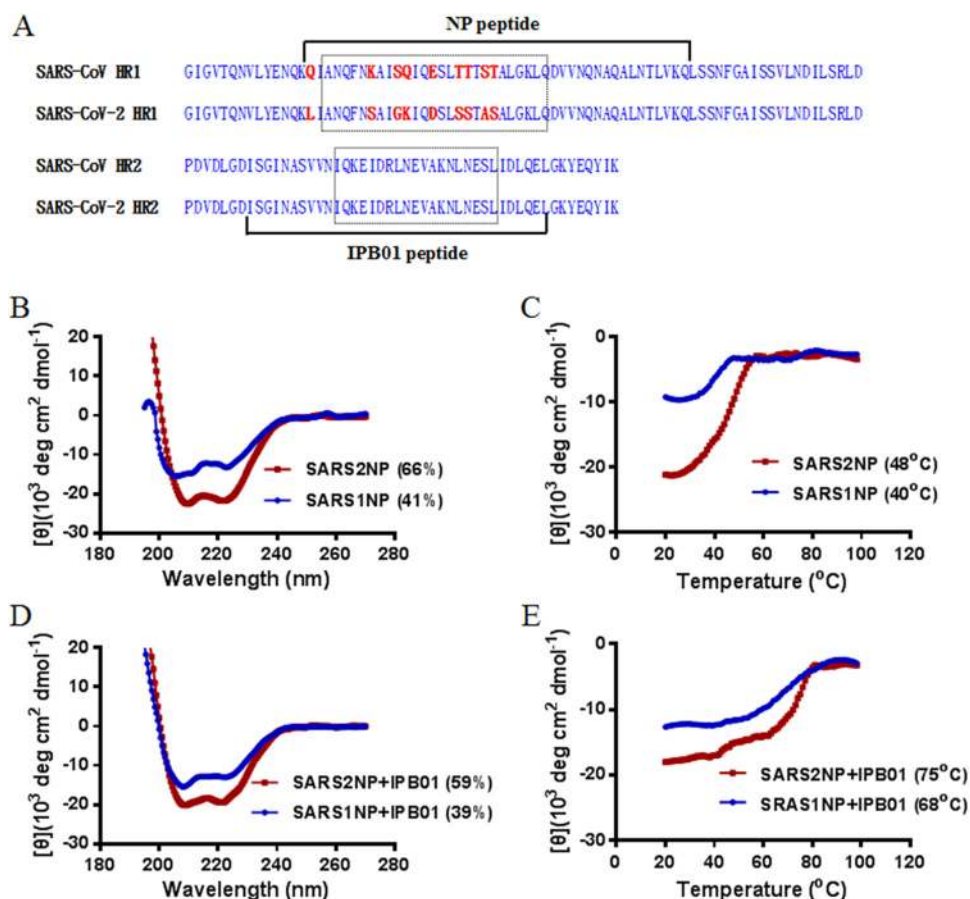 A
NP peptide
SARS-CoV HR1 GIGVTQNVLYENQKQIANQFNKAISQIQESLTTTSTALGKLQDVVNQNAQALNTLVKQLSSNFGAISSVLNDILSRLD
SARS-CoV-2 HR1 GIGVTQNVLYENQKLIANQFNSAIGKIQDSLSSTASALGKLQDVVNQNAQALNTLVKQLSSNFGAISSVLNDILSRLD
SARS-CoV HR2 PDVDLGDISGINASVVNIQKEIDRLNEVAKNLNESLIDLQELGKYEQYIK
SARS-CoV-2 HR2 PDVDLGDISGINASVVNIQKEIDRLNEVAKNLNESLIDLQELGKYEQYIK
IPB01 peptide
B
[θ](10³ deg cm² dmol⁻¹)
20
10
0
-10
-20
-30
SARS2NP (66%)
SARS1NP (41%)
180 200 220 240 260 280
Wavelength (nm)
C
[θ](10³ deg cm² dmol⁻¹)
0
-10
-20
-30
SARS2NP (48°C)
SARS1NP (40°C)
0 20 40 60 80 100 120
Temperature (°C)
D
[θ](10³ deg cm² dmol⁻¹)
20
10
0
-10
-20
-30
SARS2NP+IPB01 (59%)
SARS1NP+IPB01 (39%)
180 200 220 240 260 280
Wavelength (nm)
E
[θ](10³ deg cm² dmol⁻¹)
0
-10
-20
-30
SARS2NP+IPB01 (75°C)
SRAS1NP+IPB01 (68°C)
0 20 40 60 80 100 120
Temperature (°C)